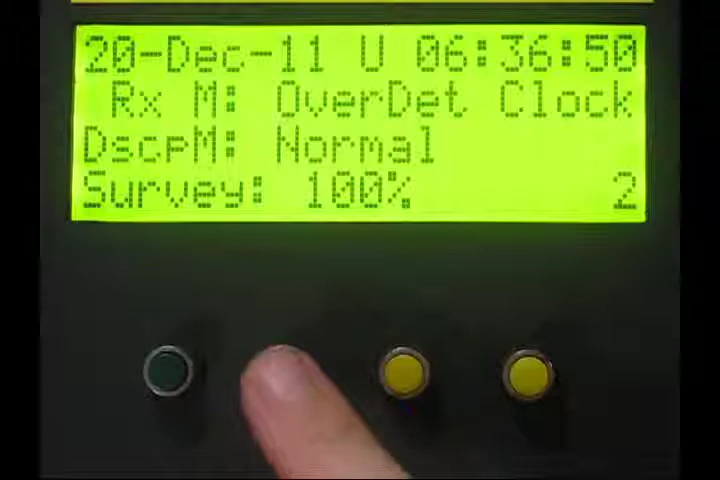 20-Dec-11 U 06:36:50
Rx M: OverDet Clock
DscpM: Normal
Survey: 100% 2